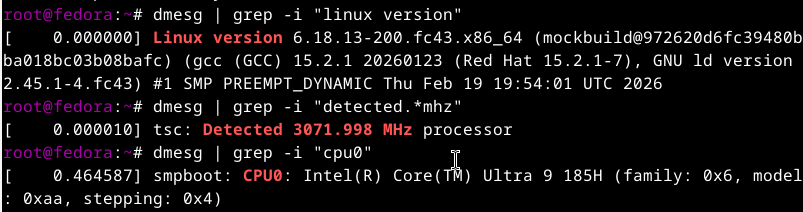 root@fedora:~# dmesg | grep -i "linux version"
[    0.000000] Linux version 6.18.13-200.fc43.x86_64 (mockbuild@972620d6fc39480b
ba018bc03b08bafc) (gcc (GCC) 15.2.1 20260123 (Red Hat 15.2.1-7), GNU ld version
2.45.1-4.fc43) #1 SMP PREEMPT_DYNAMIC Thu Feb 19 19:54:01 UTC 2026
root@fedora:~# dmesg | grep -i "detected.*mhz"
[    0.000010] tsc: Detected 3071.998 MHz processor
root@fedora:~# dmesg | grep -i "cpu0"
[    0.464587] smpboot: CPU0: Intel(R) Core(TM) Ultra 9 185H (family: 0x6, model
: 0xaa, stepping: 0x4)